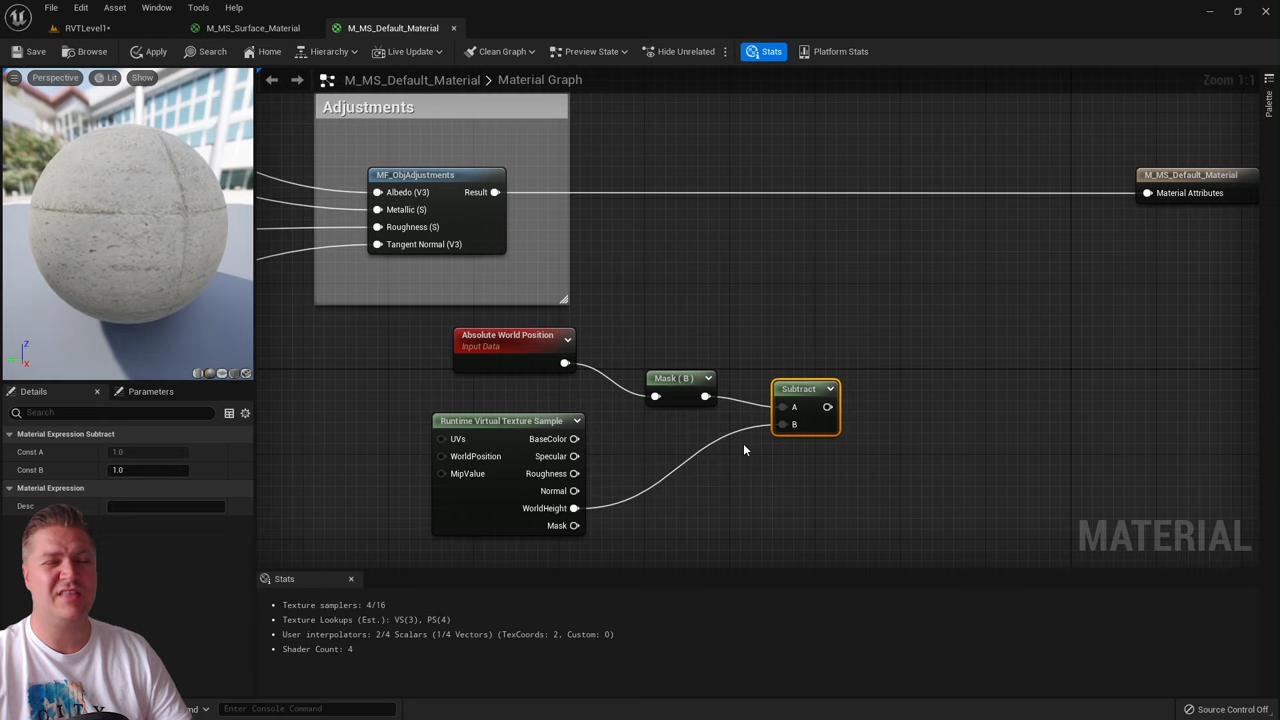 File Edit Asset Window Tools Help
RVTLevel1•
M_MS_Surface_Material
M_MS_Default_Material
Save
Browse
Apply
Search
Home
Hierarchy
Live Update
Clean Graph
Preview State
Hide Unrelated
Stats
Platform Stats
Perspective
Lit
Show
M_MS_Default_Material > Material Graph
Zoom 1:1
Palette
Adjustments
MF_ObjAdjustments
Albedo (V3) Result
Metallic (S)
Roughness (S)
Tangent Normal (V3)
M_MS_Default_Material
Material Attributes
Absolute World Position
Input Data
Mask ( B )
Subtract
A
B
Runtime Virtual Texture Sample
UVs BaseColor
WorldPosition Specular
MipValue Roughness
Normal
WorldHeight
Mask
MATERIAL
Z
X
Details
Parameters
Search
Material Expression Subtract
Const A 1.0
Const B 1.0
Material Expression
Desc
Stats
Texture samplers: 4/16
Texture Lookups (Est.): VS(3), PS(4)
User interpolators: 2/4 Scalars (1/4 Vectors) (TexCoords: 2, Custom: 0)
Shader Count: 4
Enter Console Command
Source Control Off